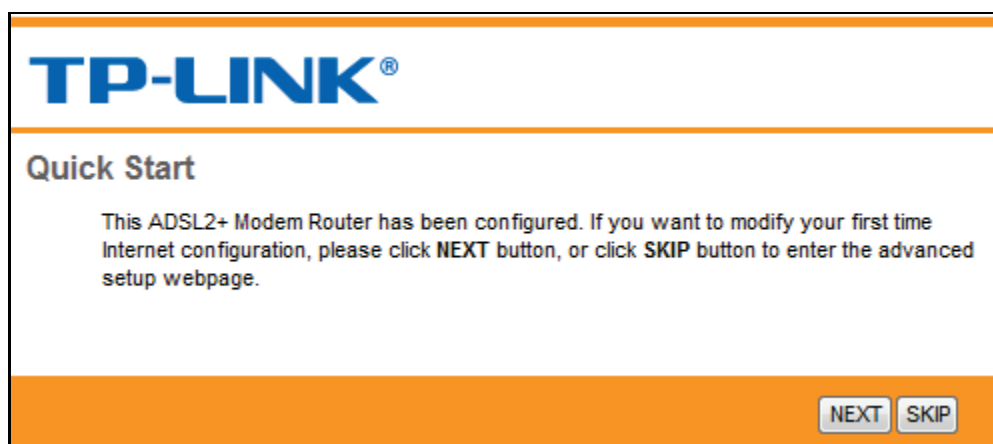 TP-LINK®
Quick Start
This ADSL2+ Modem Router has been configured. If you want to modify your first time
Internet configuration, please click NEXT button, or click SKIP button to enter the advanced
setup webpage.
NEXT SKIP